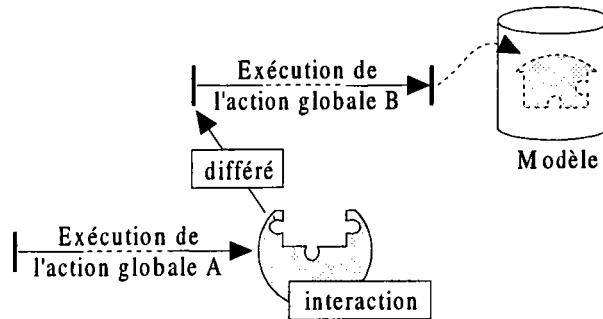 Exécution de
l'action globale B
Modèle
différé
Exécution de
l'action globale A
interaction